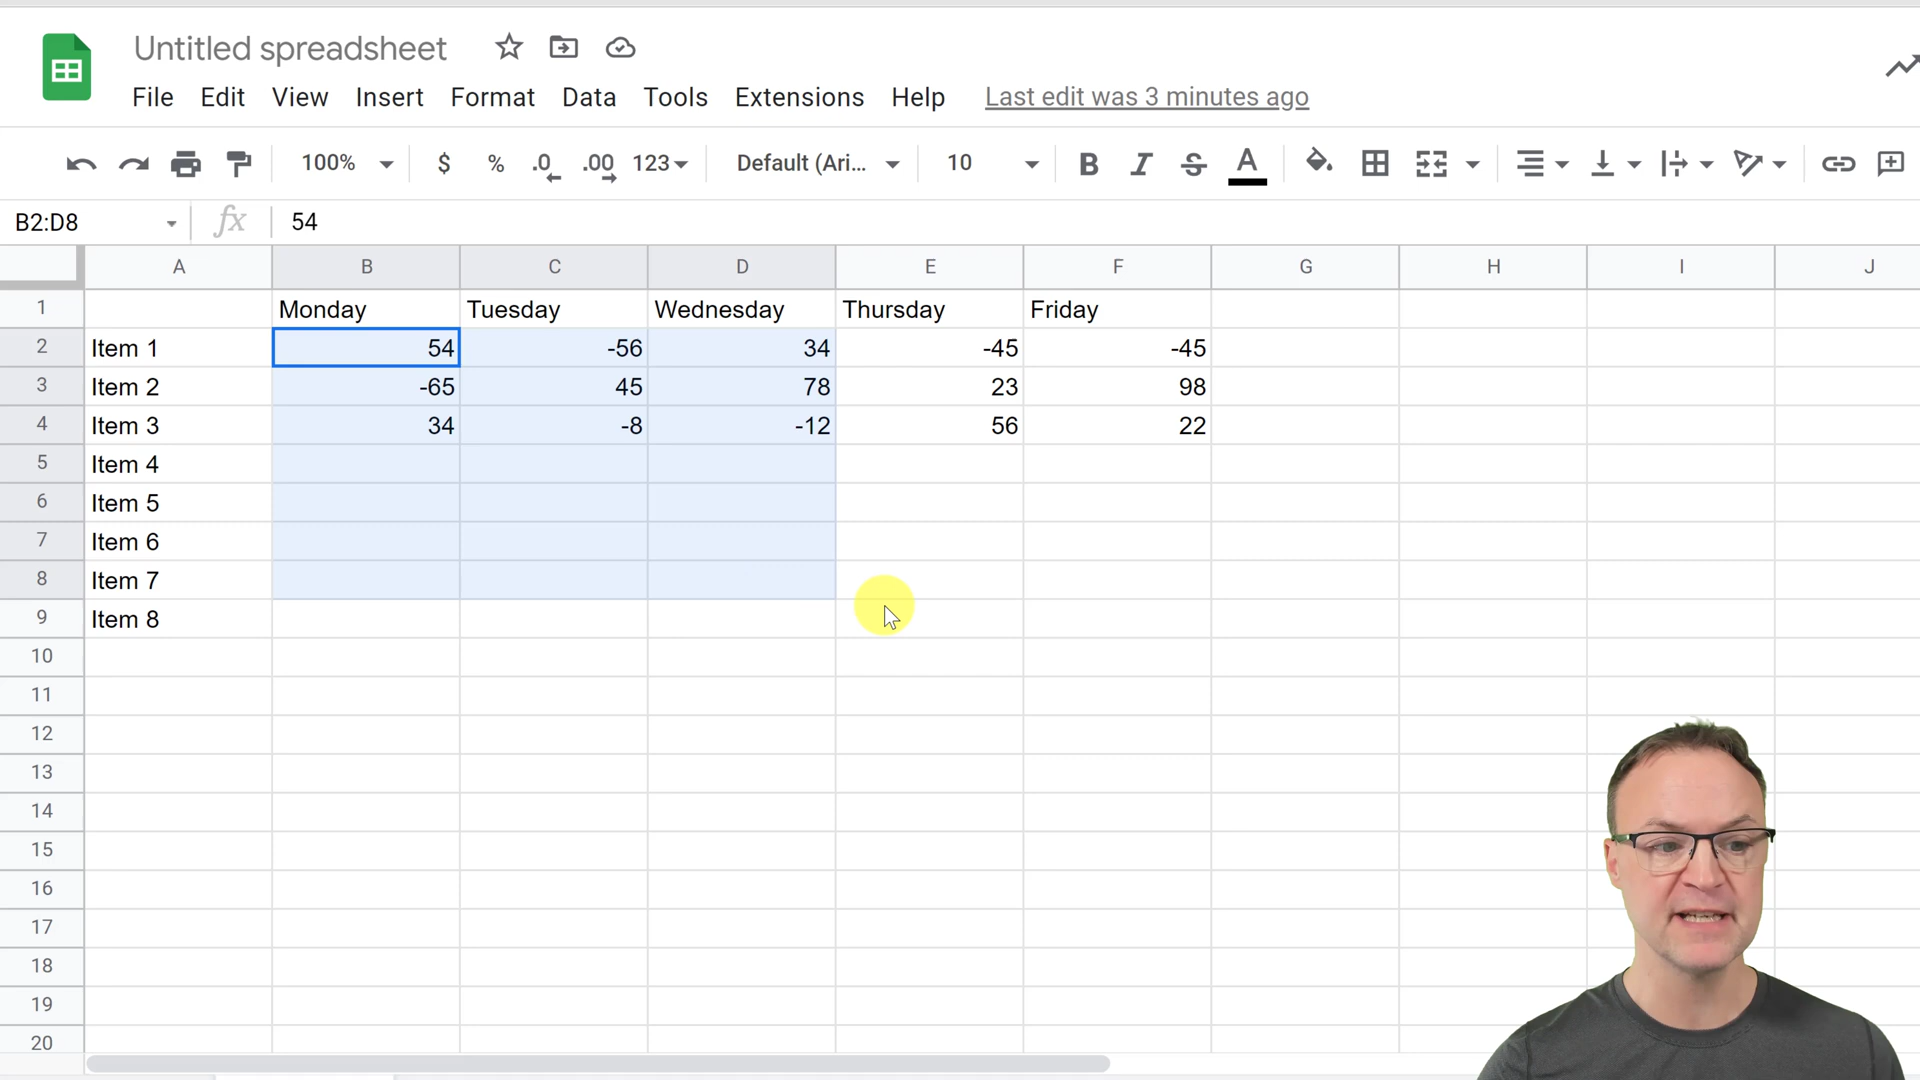 Untitled spreadsheet
File Edit View Insert Format Data Tools Extensions Help Last edit was 3 minutes ago
100% $ % .0 .00 123 Default (Ari... 10 B I S A
B2:D8 fx 54
A B C D E F G H I J
1 Monday Tuesday Wednesday Thursday Friday
2 Item 1 54 -56 34 -45 -45
3 Item 2 -65 45 78 23 98
4 Item 3 34 -8 -12 56 22
5 Item 4
6 Item 5
7 Item 6
8 Item 7
9 Item 8
10
11
12
13
14
15
16
17
18
19
20